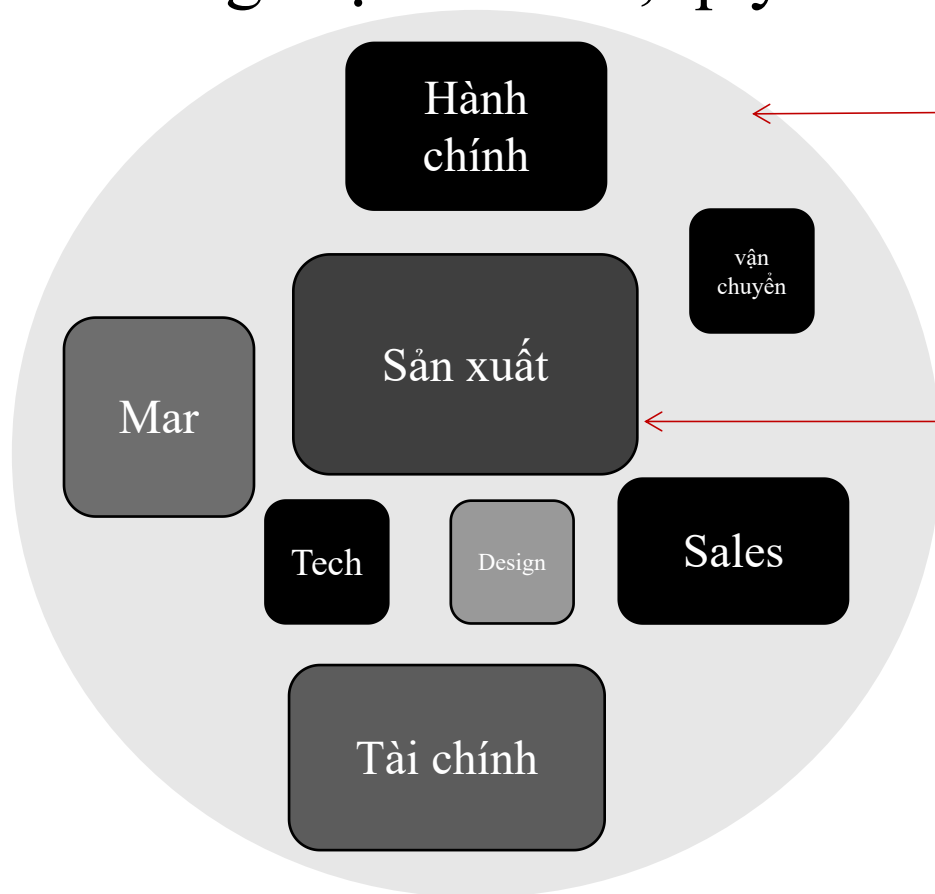 Hành
chính
vận
chuyển
Sản xuất
Mar
Tech
Design
Sales
Tài chính